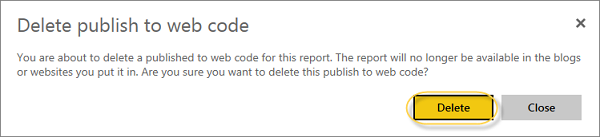 Delete publish to web code
You are about to delete a published to web code for this report. The report will no longer be available in the blogs
or websites you put it in. Are you sure you want to delete this publish to web code?
Delete Close